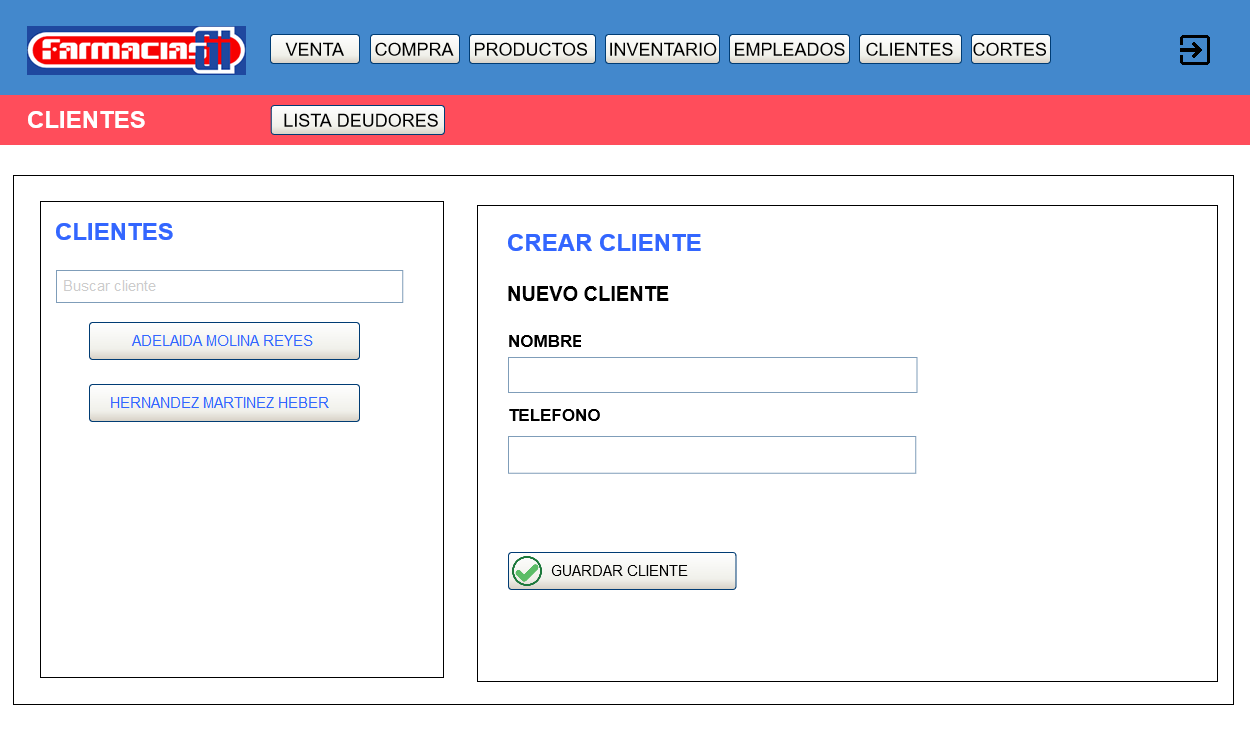 Farmacias GI
VENTA COMPRA PRODUCTOS INVENTARIO EMPLEADOS CLIENTES CORTES
CLIENTES
LISTA DEUDORES
CLIENTES
Buscar cliente
ADELAIDA MOLINA REYES
HERNANDEZ MARTINEZ HEBER
CREAR CLIENTE
NUEVO CLIENTE
NOMBRE
TELEFONO
GUARDAR CLIENTE